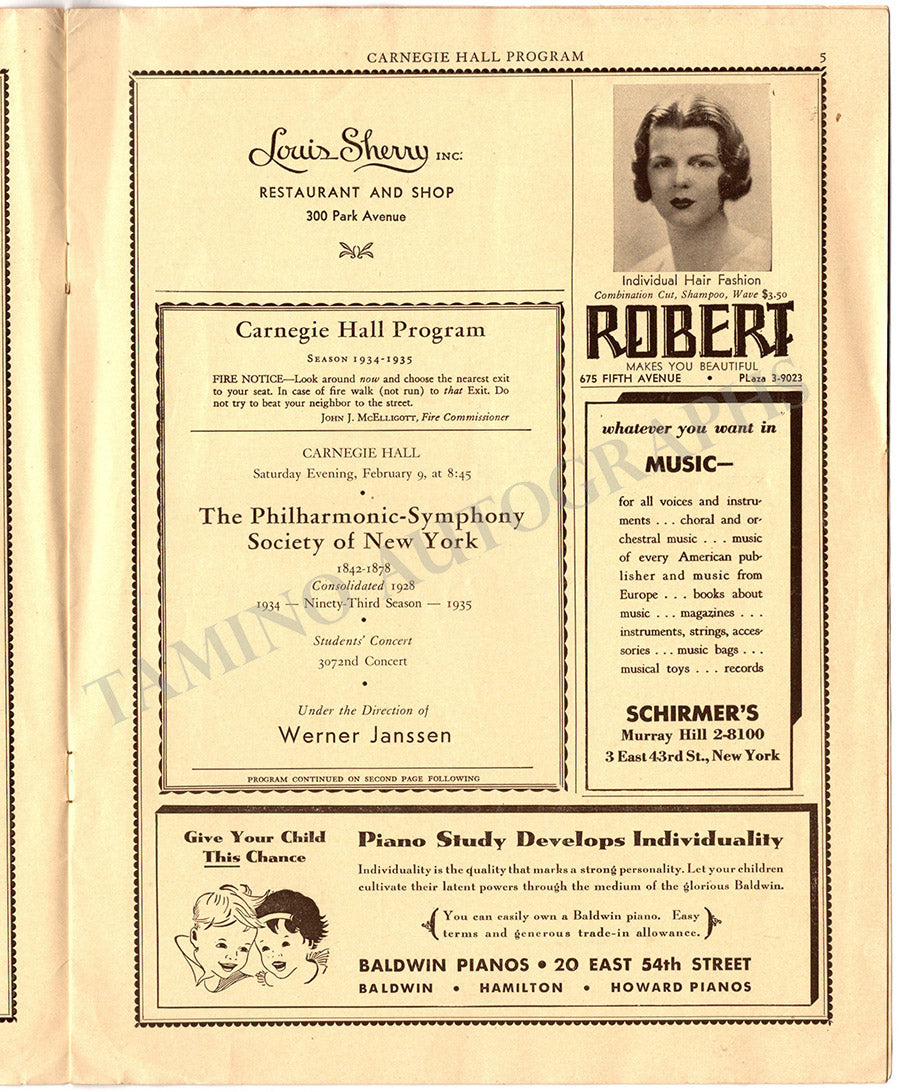 CARNEGIE HALL PROGRAM
5
Louis Sherry INC.
RESTAURANT AND SHOP
300 Park Avenue
Individual Hair Fashion
Combination Cut, Shampoo, Wave $3.50
ROBERT
MAKES YOU BEAUTIFUL
675 FIFTH AVENUE • PLaza 3-9023
Carnegie Hall Program
SEASON 1934-1935
FIRE NOTICE—Look around now and choose the nearest exit
to your seat. In case of fire walk (not run) to that Exit. Do
not try to beat your neighbor to the street.
JOHN J. MCELLIGOTT, Fire Commissioner
CARNEGIE HALL
Saturday Evening, February 9, at 8:45
•
The Philharmonic-Symphony
Society of New York
1842-1878
Consolidated 1928
1934 — Ninety-Third Season — 1935
•
Students' Concert
3072nd Concert
•
Under the Direction of
Werner Janssen
PROGRAM CONTINUED ON SECOND PAGE FOLLOWING
whatever you want in
MUSIC—
for all voices and instru-
ments . . . choral and or-
chestral music . . . music
of every American pub-
lisher and music from
Europe . . . books about
music . . . magazines . . .
instruments, strings, acces-
sories . . . music bags . . .
musical toys . . . records
SCHIRMER'S
Murray Hill 2-8100
3 East 43rd St., New York
Give Your Child
This Chance
Piano Study Develops Individuality
Individuality is the quality that marks a strong personality. Let your children
cultivate their latent powers through the medium of the glorious Baldwin.
You can easily own a Baldwin piano. Easy
terms and generous trade-in allowance.
BALDWIN PIANOS • 20 EAST 54th STREET
BALDWIN • HAMILTON • HOWARD PIANOS
TAMINO AUTOGRAPHS